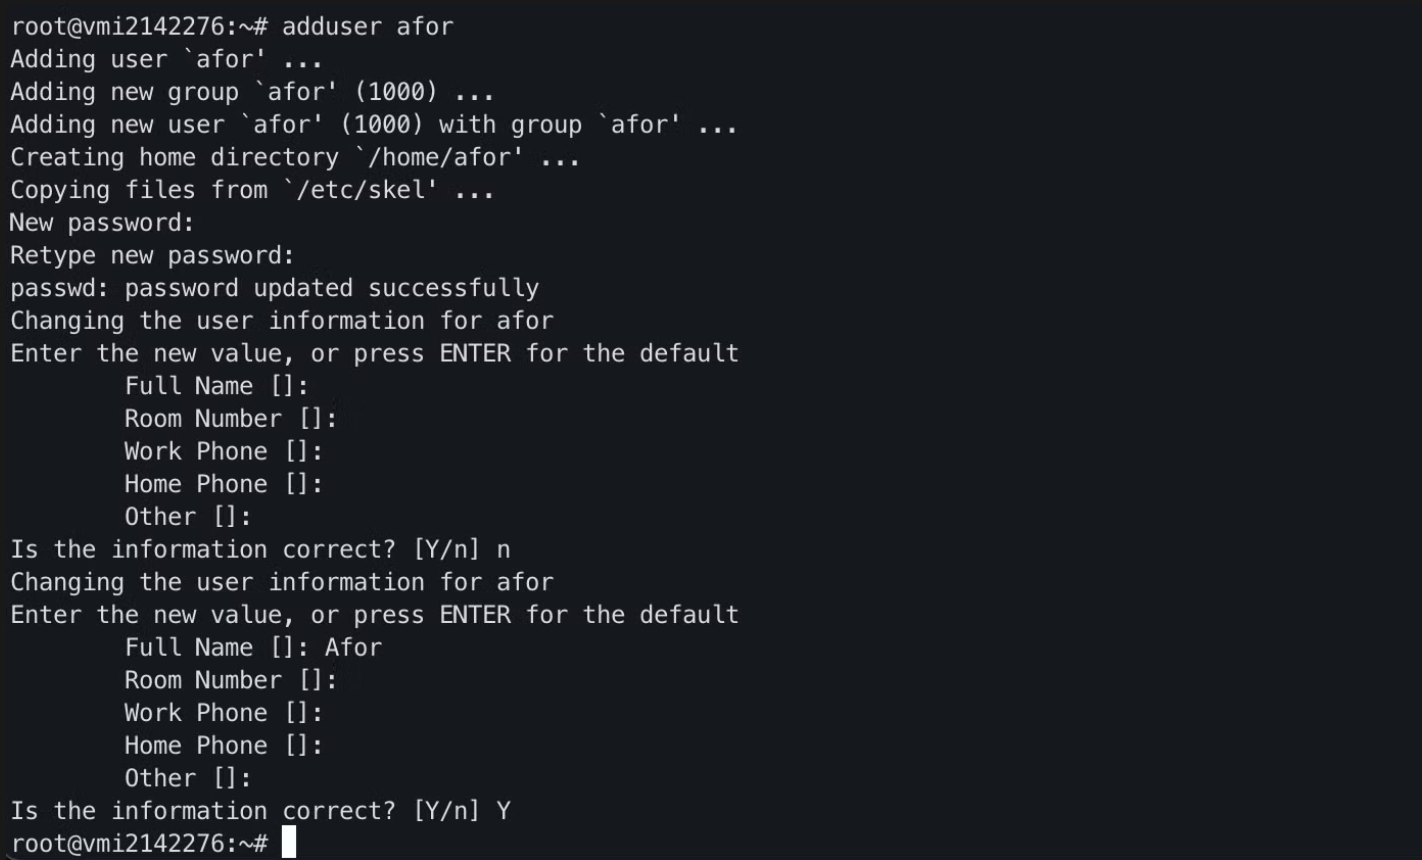 root@vmi2142276:~# adduser afor
Adding user `afor' ...
Adding new group `afor' (1000) ...
Adding new user `afor' (1000) with group `afor' ...
Creating home directory `/home/afor' ...
Copying files from `/etc/skel' ...
New password:
Retype new password:
passwd: password updated successfully
Changing the user information for afor
Enter the new value, or press ENTER for the default
        Full Name []:
        Room Number []:
        Work Phone []:
        Home Phone []:
        Other []:
Is the information correct? [Y/n] n
Changing the user information for afor
Enter the new value, or press ENTER for the default
        Full Name []: Afor
        Room Number []:
        Work Phone []:
        Home Phone []:
        Other []:
Is the information correct? [Y/n] Y
root@vmi2142276:~#